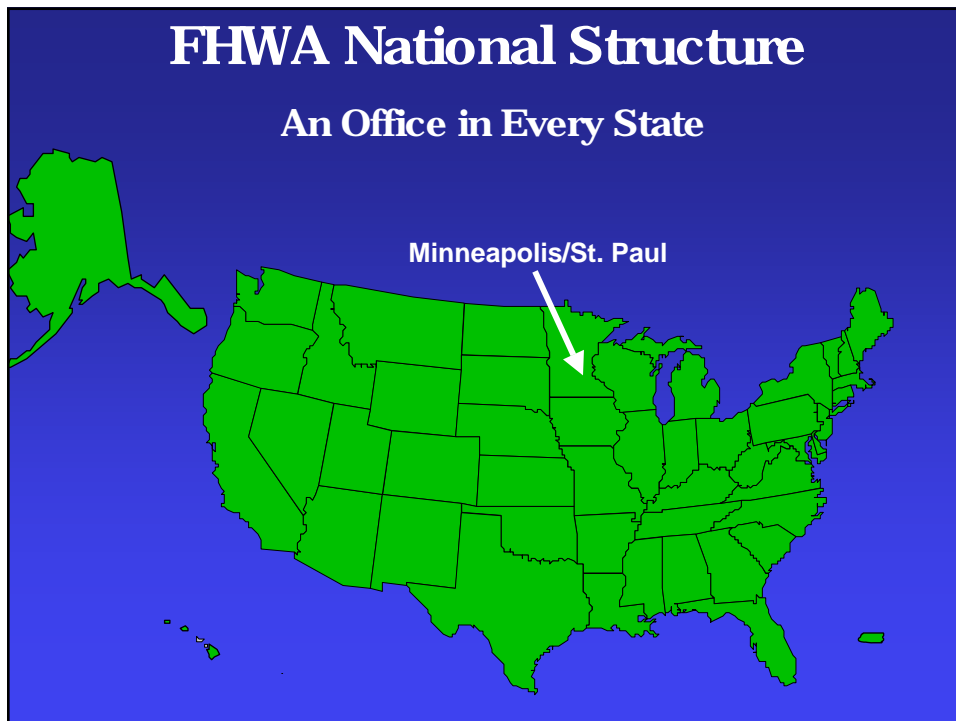 FHWA National Structure
An Office in Every State
Minneapolis/St. Paul